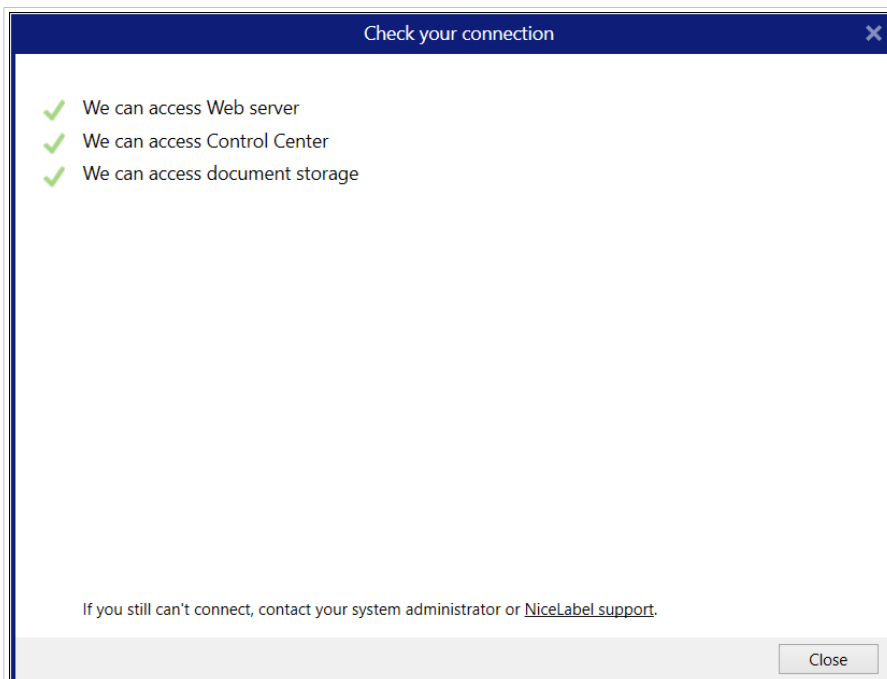 Check your connection
We can access Web server
We can access Control Center
We can access document storage
If you still can't connect, contact your system administrator or NiceLabel support.
Close